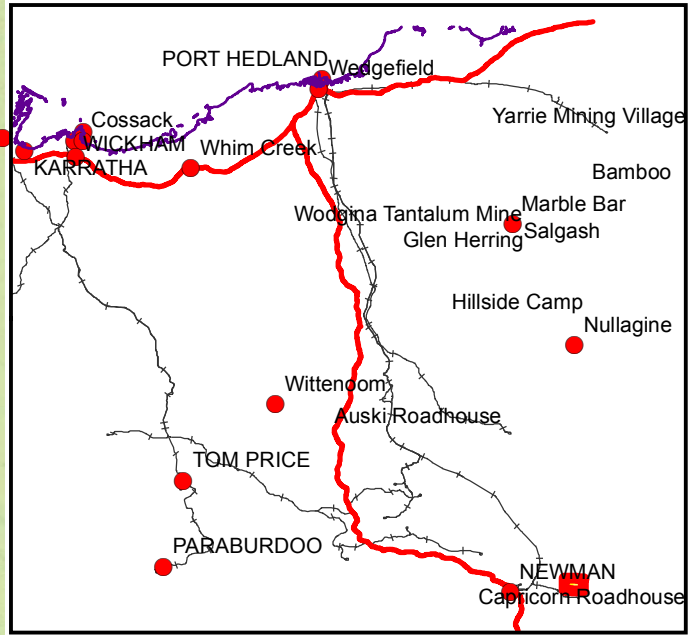 PORT HEDLAND
Wedgefield
Yarrie Mining Village
Cossack
WICKHAM
Whim Creek
KARRATHA
Bamboo
Marble Bar
Wodgina Tantalum Mine
Salgash
Glen Herring
Hillside Camp
Nullagine
Wittenoom
Auski Roadhouse
TOM PRICE
PARABURDOO
NEWMAN
Capricorn Roadhouse